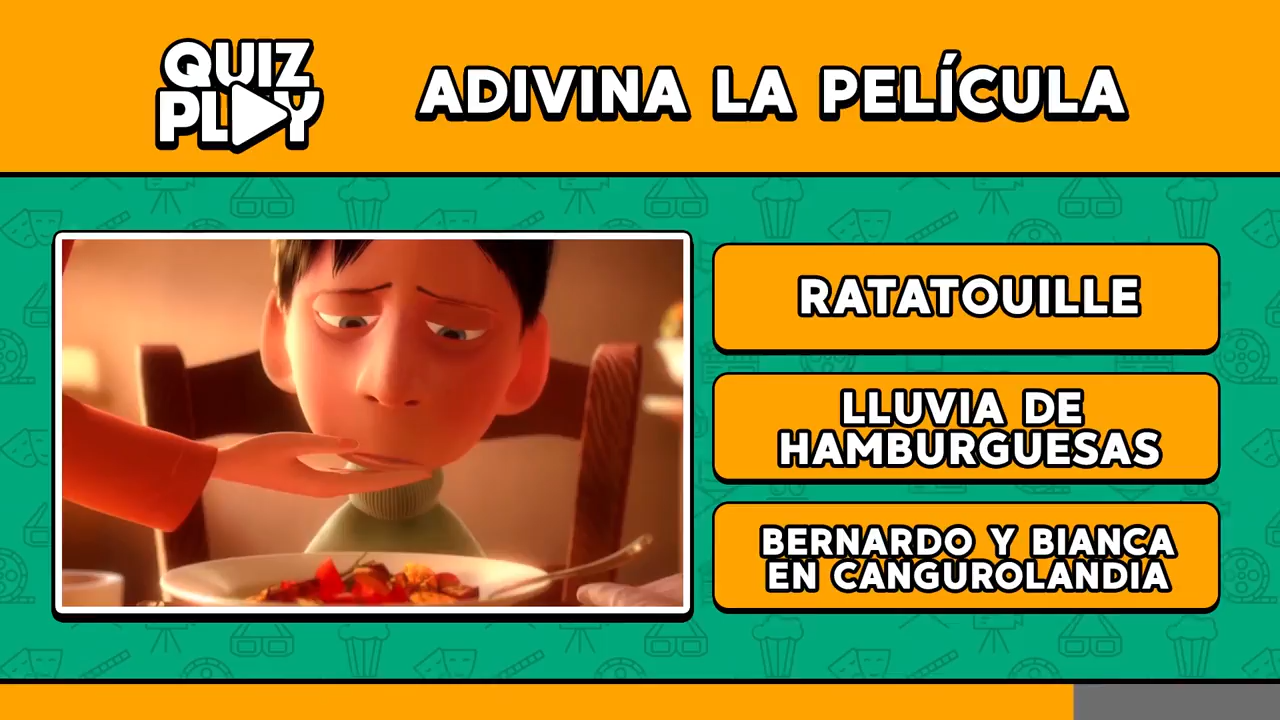 QUIZ
PLAY
ADIVINA LA PELÍCULA
RATATOUILLE
LLUVIA DE
HAMBURGUESAS
BERNARDO Y BIANCA
EN CANGUROLANDIA